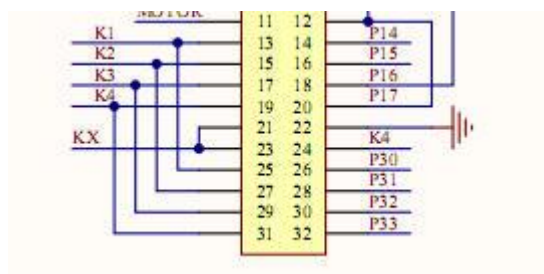 MOTOR
11 12
K1 13 14 P14
K2 15 16 P15
K3 17 18 P16
K4 19 20 P17
21 22
KX 23 24 K4
25 26 P30
27 28 P31
29 30 P32
31 32 P33